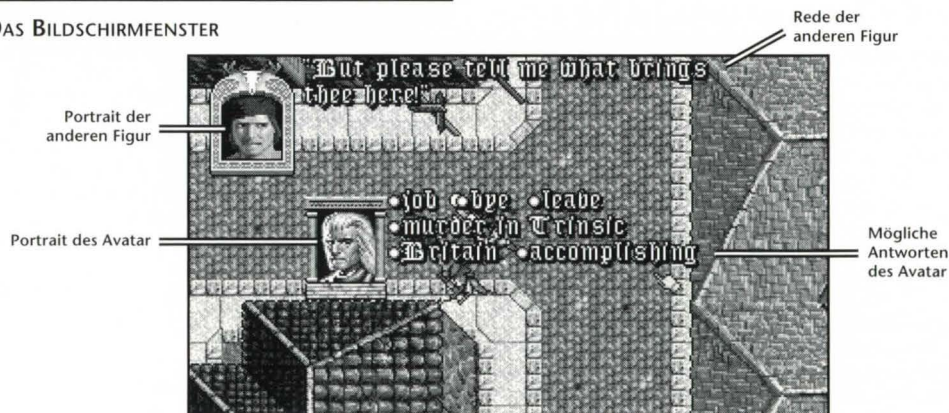 DAS BILDSCHIRMFENSTER
Rede der
anderen Figur
"But please tell me what brings
thee here!"
Portrait der
anderen Figur
•job •bye •leave
•murder in Trinsic
•Britain •accomplishing
Portrait des Avatar
Mögliche
Antworten
des Avatar